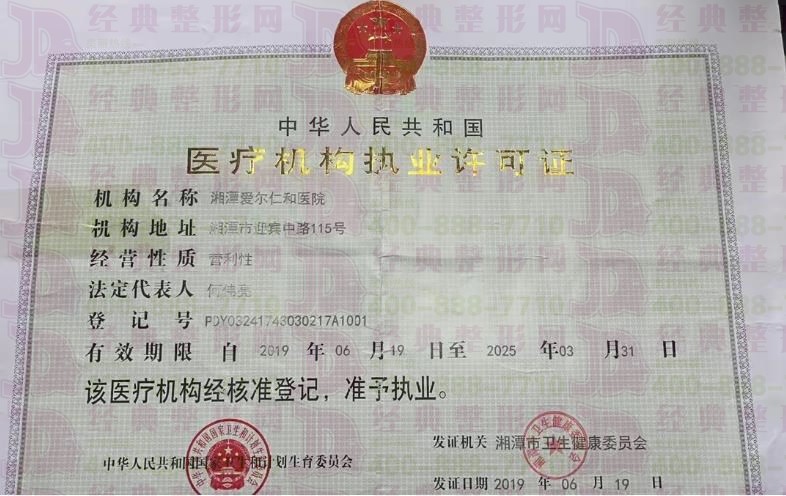 中华人民共和国
医疗机构执业许可证
机构名称 湘潭爱尔仁和医院
机构地址 湘潭市迎宾中路115号
经营性质 营利性
法定代表人 何伟亮
登记号 PDY03241743030217A1001
有效期限 自 2019 年 06 月 19 日至 2025 年 03 月 31 日
该医疗机构经核准登记，准予执业。
中华人民共和国国家卫生和计划生育委员会
发证机关 湘潭市卫生健康委员会
发证日期 2019 年 06 月 19 日
JD 经典整形网